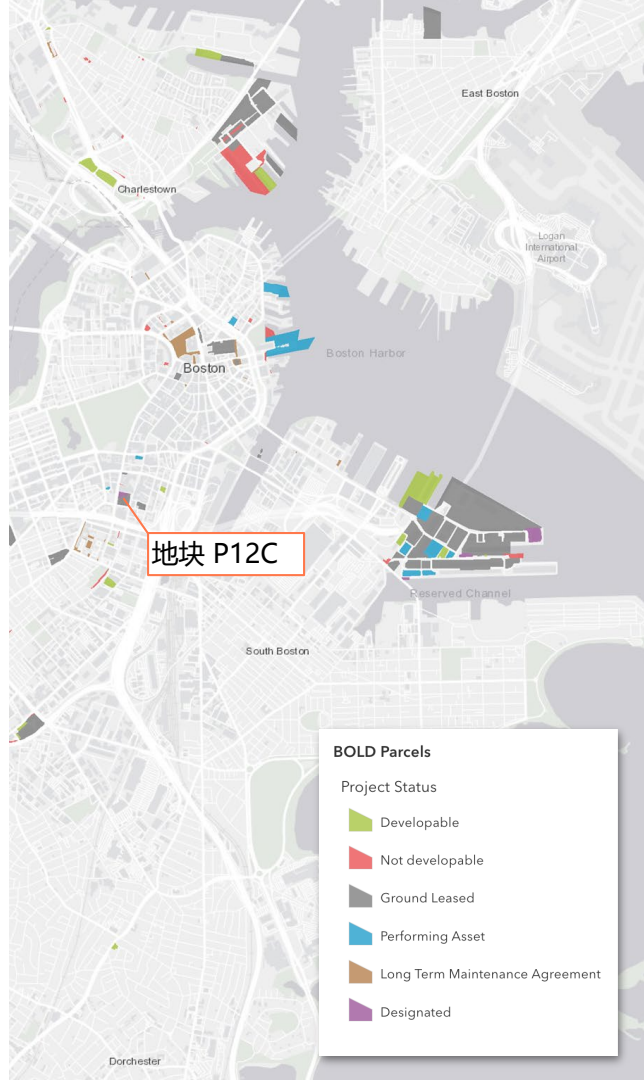 East Boston
Charlestown
Logan
International
Airport
Boston Harbor
Boston
地块 P12C
Reserved Channel
South Boston
BOLD Parcels
Project Status
Developable
Not developable
Ground Leased
Performing Asset
Long Term Maintenance Agreement
Designated
Dorchester